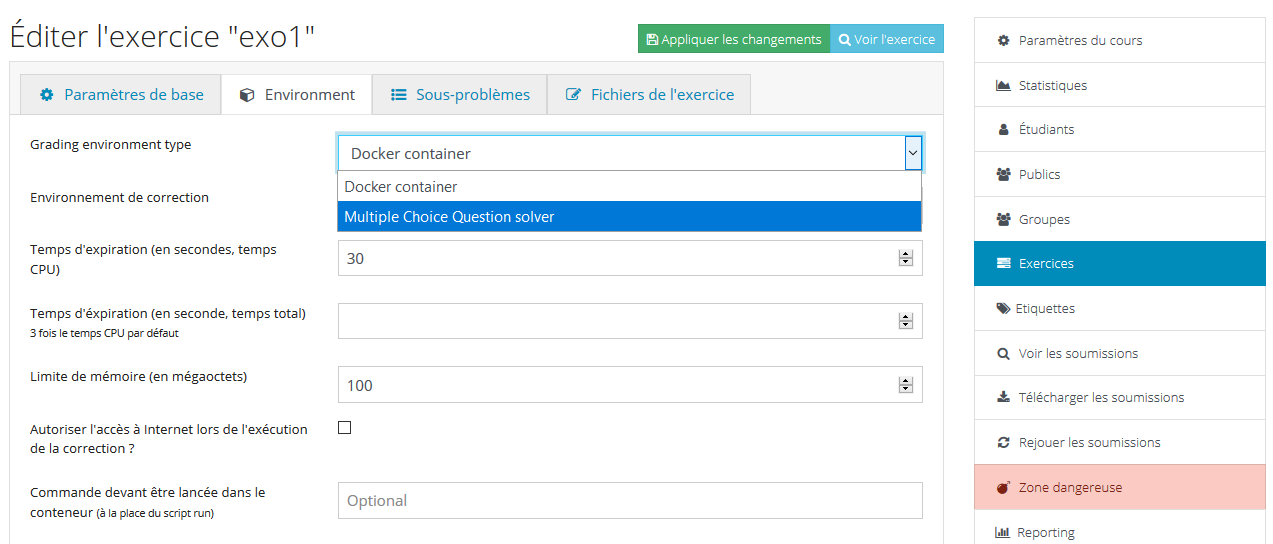 Éditer l'exercice "exo1"
Appliquer les changements
Voir l'exercice
Paramètres de base
Environment
Sous-problèmes
Fichiers de l'exercice
Grading environment type
Docker container
Docker container
Multiple Choice Question solver
Environnement de correction
Temps d'expiration (en secondes, temps
CPU)
30
Temps d'éxpiration (en seconde, temps total)
3 fois le temps CPU par défaut
Limite de mémoire (en mégaoctets)
100
Autoriser l'accès à Internet lors de l'exécution
de la correction ?
Commande devant être lancée dans le
conteneur (à la place du script run)
Optional
Paramètres du cours
Statistiques
Étudiants
Publics
Groupes
Exercices
Etiquettes
Voir les soumissions
Télécharger les soumissions
Rejouer les soumissions
Zone dangereuse
Reporting